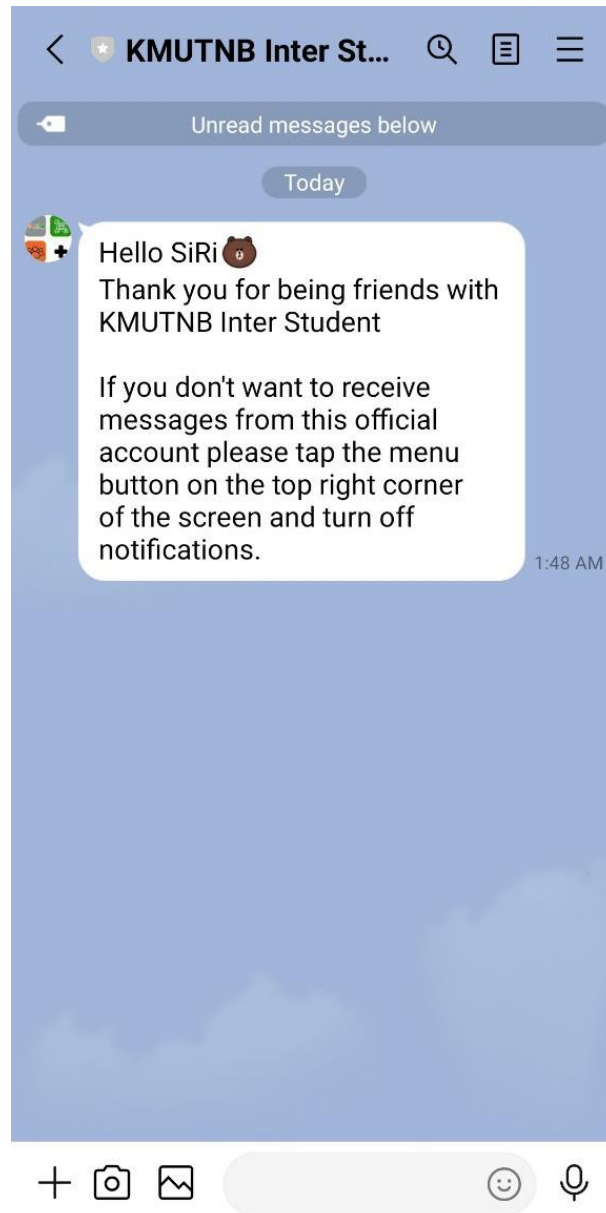 KMUTNB Inter St...
Unread messages below
Today
Hello SiRi
Thank you for being friends with
KMUTNB Inter Student
If you don't want to receive
messages from this official
account please tap the menu
button on the top right corner
of the screen and turn off
notifications.
1:48 AM